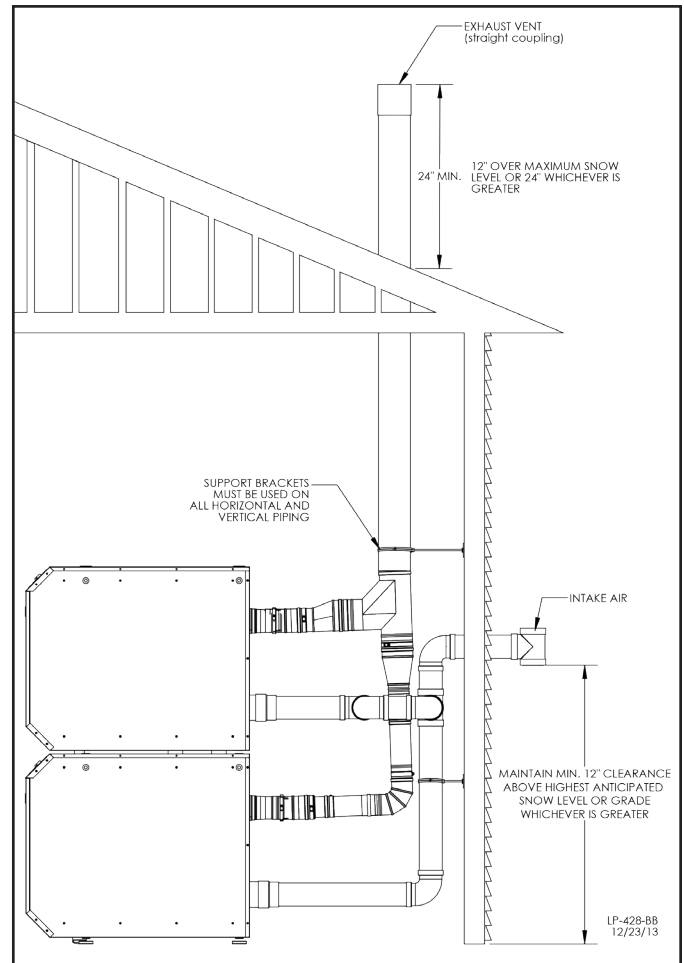 EXHAUST VENT
(straight coupling)
24" MIN.
12" OVER MAXIMUM SNOW
LEVEL OR 24" WHICHEVER IS
GREATER
SUPPORT BRACKETS
MUST BE USED ON
ALL HORIZONTAL AND
VERTICAL PIPING
INTAKE AIR
MAINTAIN MIN. 12" CLEARANCE
ABOVE HIGHEST ANTICIPATED
SNOW LEVEL OR GRADE
WHICHEVER IS GREATER
LP-428-BB
12/23/13